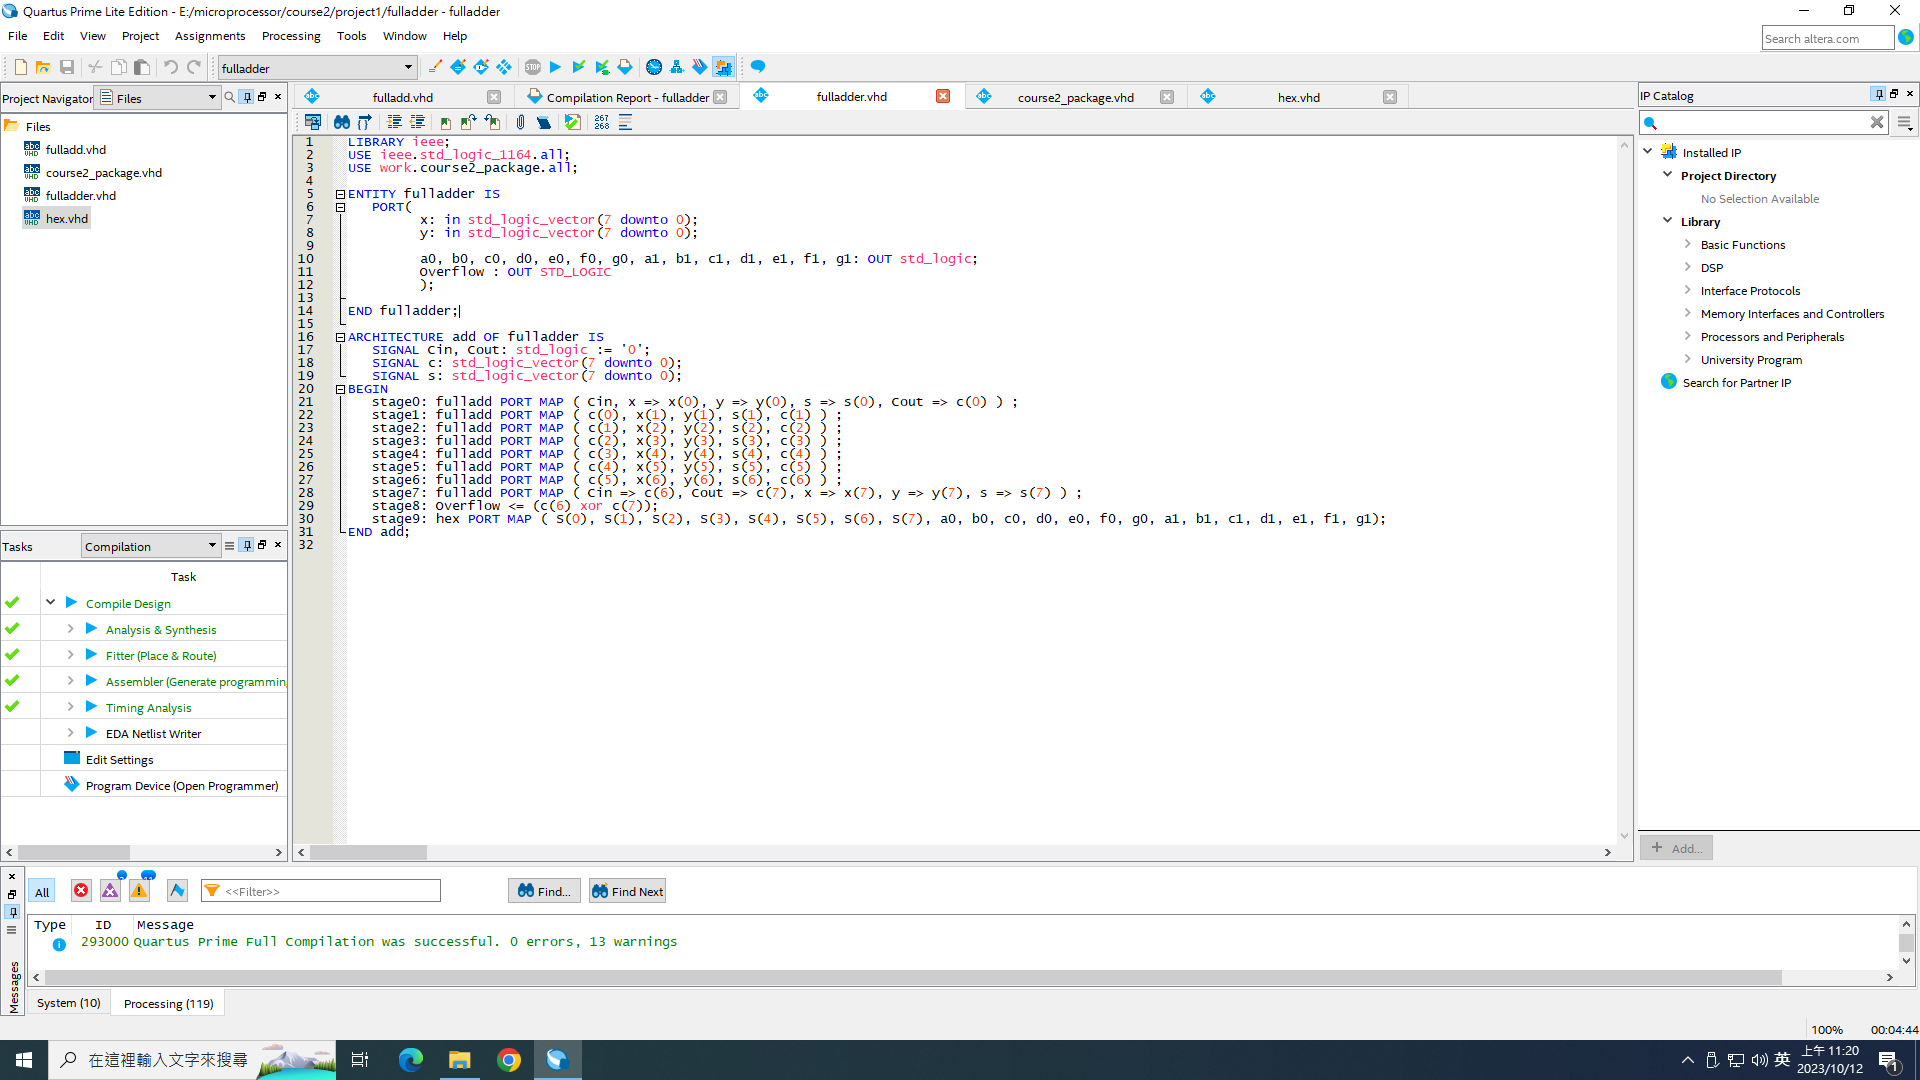 Quartus Prime Lite Edition - E:/microprocessor/course2/project1/fulladder - fulladder
File Edit View Project Assignments Processing Tools Window Help
Search altera.com
fulladder
STOP
Project Navigator Files
fulladd.vhd
Compilation Report - fulladder
fulladder.vhd
course2_package.vhd
hex.vhd
IP Catalog
267
268
Files
fulladd.vhd
course2_package.vhd
fulladder.vhd
hex.vhd
1 LIBRARY ieee;
2 USE ieee.std_logic_1164.all;
3 USE work.course2_package.all;
4
5 ENTITY fulladder IS
6 PORT(
7 x: in std_logic_vector(7 downto 0);
8 y: in std_logic_vector(7 downto 0);
9
10 a0, b0, c0, d0, e0, f0, g0, a1, b1, c1, d1, e1, f1, g1: OUT std_logic;
11 Overflow : OUT STD_LOGIC
12 );
13
14 END fulladder;
15
16 ARCHITECTURE add OF fulladder IS
17 SIGNAL Cin, Cout: std_logic := '0';
18 SIGNAL c: std_logic_vector(7 downto 0);
19 SIGNAL s: std_logic_vector(7 downto 0);
20 BEGIN
21 stage0: fulladd PORT MAP ( Cin, x => x(0), y => y(0), s => s(0), Cout => c(0) ) ;
22 stage1: fulladd PORT MAP ( c(0), x(1), y(1), s(1), c(1) ) ;
23 stage2: fulladd PORT MAP ( c(1), x(2), y(2), s(2), c(2) ) ;
24 stage3: fulladd PORT MAP ( c(2), x(3), y(3), s(3), c(3) ) ;
25 stage4: fulladd PORT MAP ( c(3), x(4), y(4), s(4), c(4) ) ;
26 stage5: fulladd PORT MAP ( c(4), x(5), y(5), s(5), c(5) ) ;
27 stage6: fulladd PORT MAP ( c(5), x(6), y(6), s(6), c(6) ) ;
28 stage7: fulladd PORT MAP ( Cin => c(6), Cout => c(7), x => x(7), y => y(7), s => s(7) ) ;
29 stage8: Overflow <= (c(6) xor c(7));
30 stage9: hex PORT MAP ( S(0), S(1), S(2), S(3), S(4), S(5), S(6), S(7), a0, b0, c0, d0, e0, f0, g0, a1, b1, c1, d1, e1, f1, g1);
31 END add;
32
Installed IP
Project Directory
No Selection Available
Library
Basic Functions
DSP
Interface Protocols
Memory Interfaces and Controllers
Processors and Peripherals
University Program
Search for Partner IP
+ Add...
Tasks Compilation
Task
Compile Design
Analysis & Synthesis
Fitter (Place & Route)
Assembler (Generate programmin
Timing Analysis
EDA Netlist Writer
Edit Settings
Program Device (Open Programmer)
All <<Filter>> Find... Find Next
Type ID Message
293000 Quartus Prime Full Compilation was successful. 0 errors, 13 warnings
Messages
System (10) Processing (119)
100% 00:04:44
在這裡輸入文字來搜尋
英
上午 11:20
2023/10/12
1